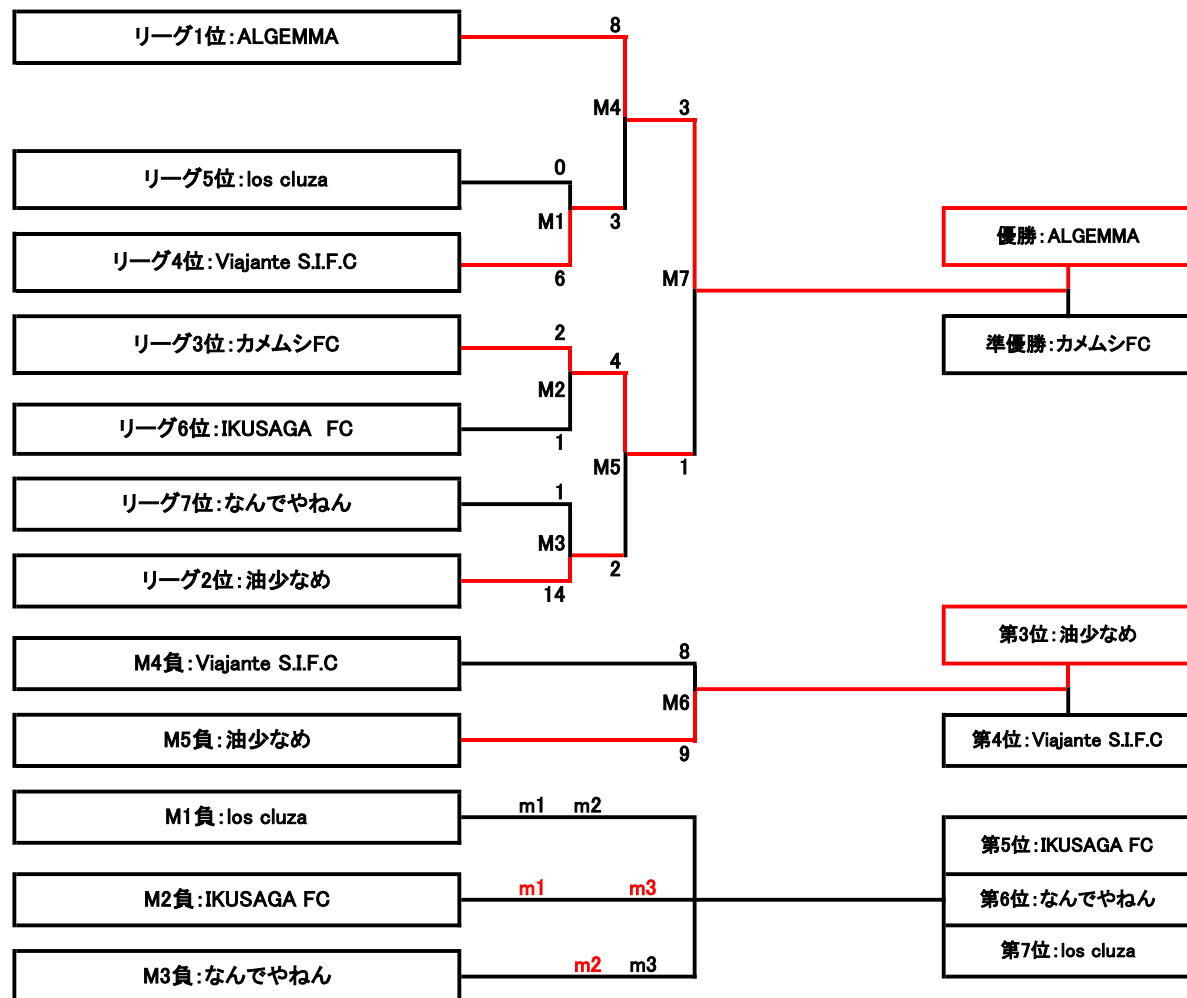 リーグ1位:ALGEMMA
8
M4
3
リーグ5位:los cluza
0
M1
3
リーグ4位:Viajante S.I.F.C
6
優勝:ALGEMMA
M7
リーグ3位:カメムシFC
2
4
準優勝:カメムシFC
M2
リーグ6位:IKUSAGA　FC
1
M5
1
リーグ7位:なんでやねん
1
M3
リーグ2位:油少なめ
2
14
第3位:油少なめ
M4負:Viajante S.I.F.C
8
M6
M5負:油少なめ
9
第4位:Viajante S.I.F.C
M1負:los cluza
m1 m2
第5位:IKUSAGA FC
M2負:IKUSAGA FC
m1 m3
第6位:なんでやねん
M3負:なんでやねん
m2 m3
第7位:los cluza